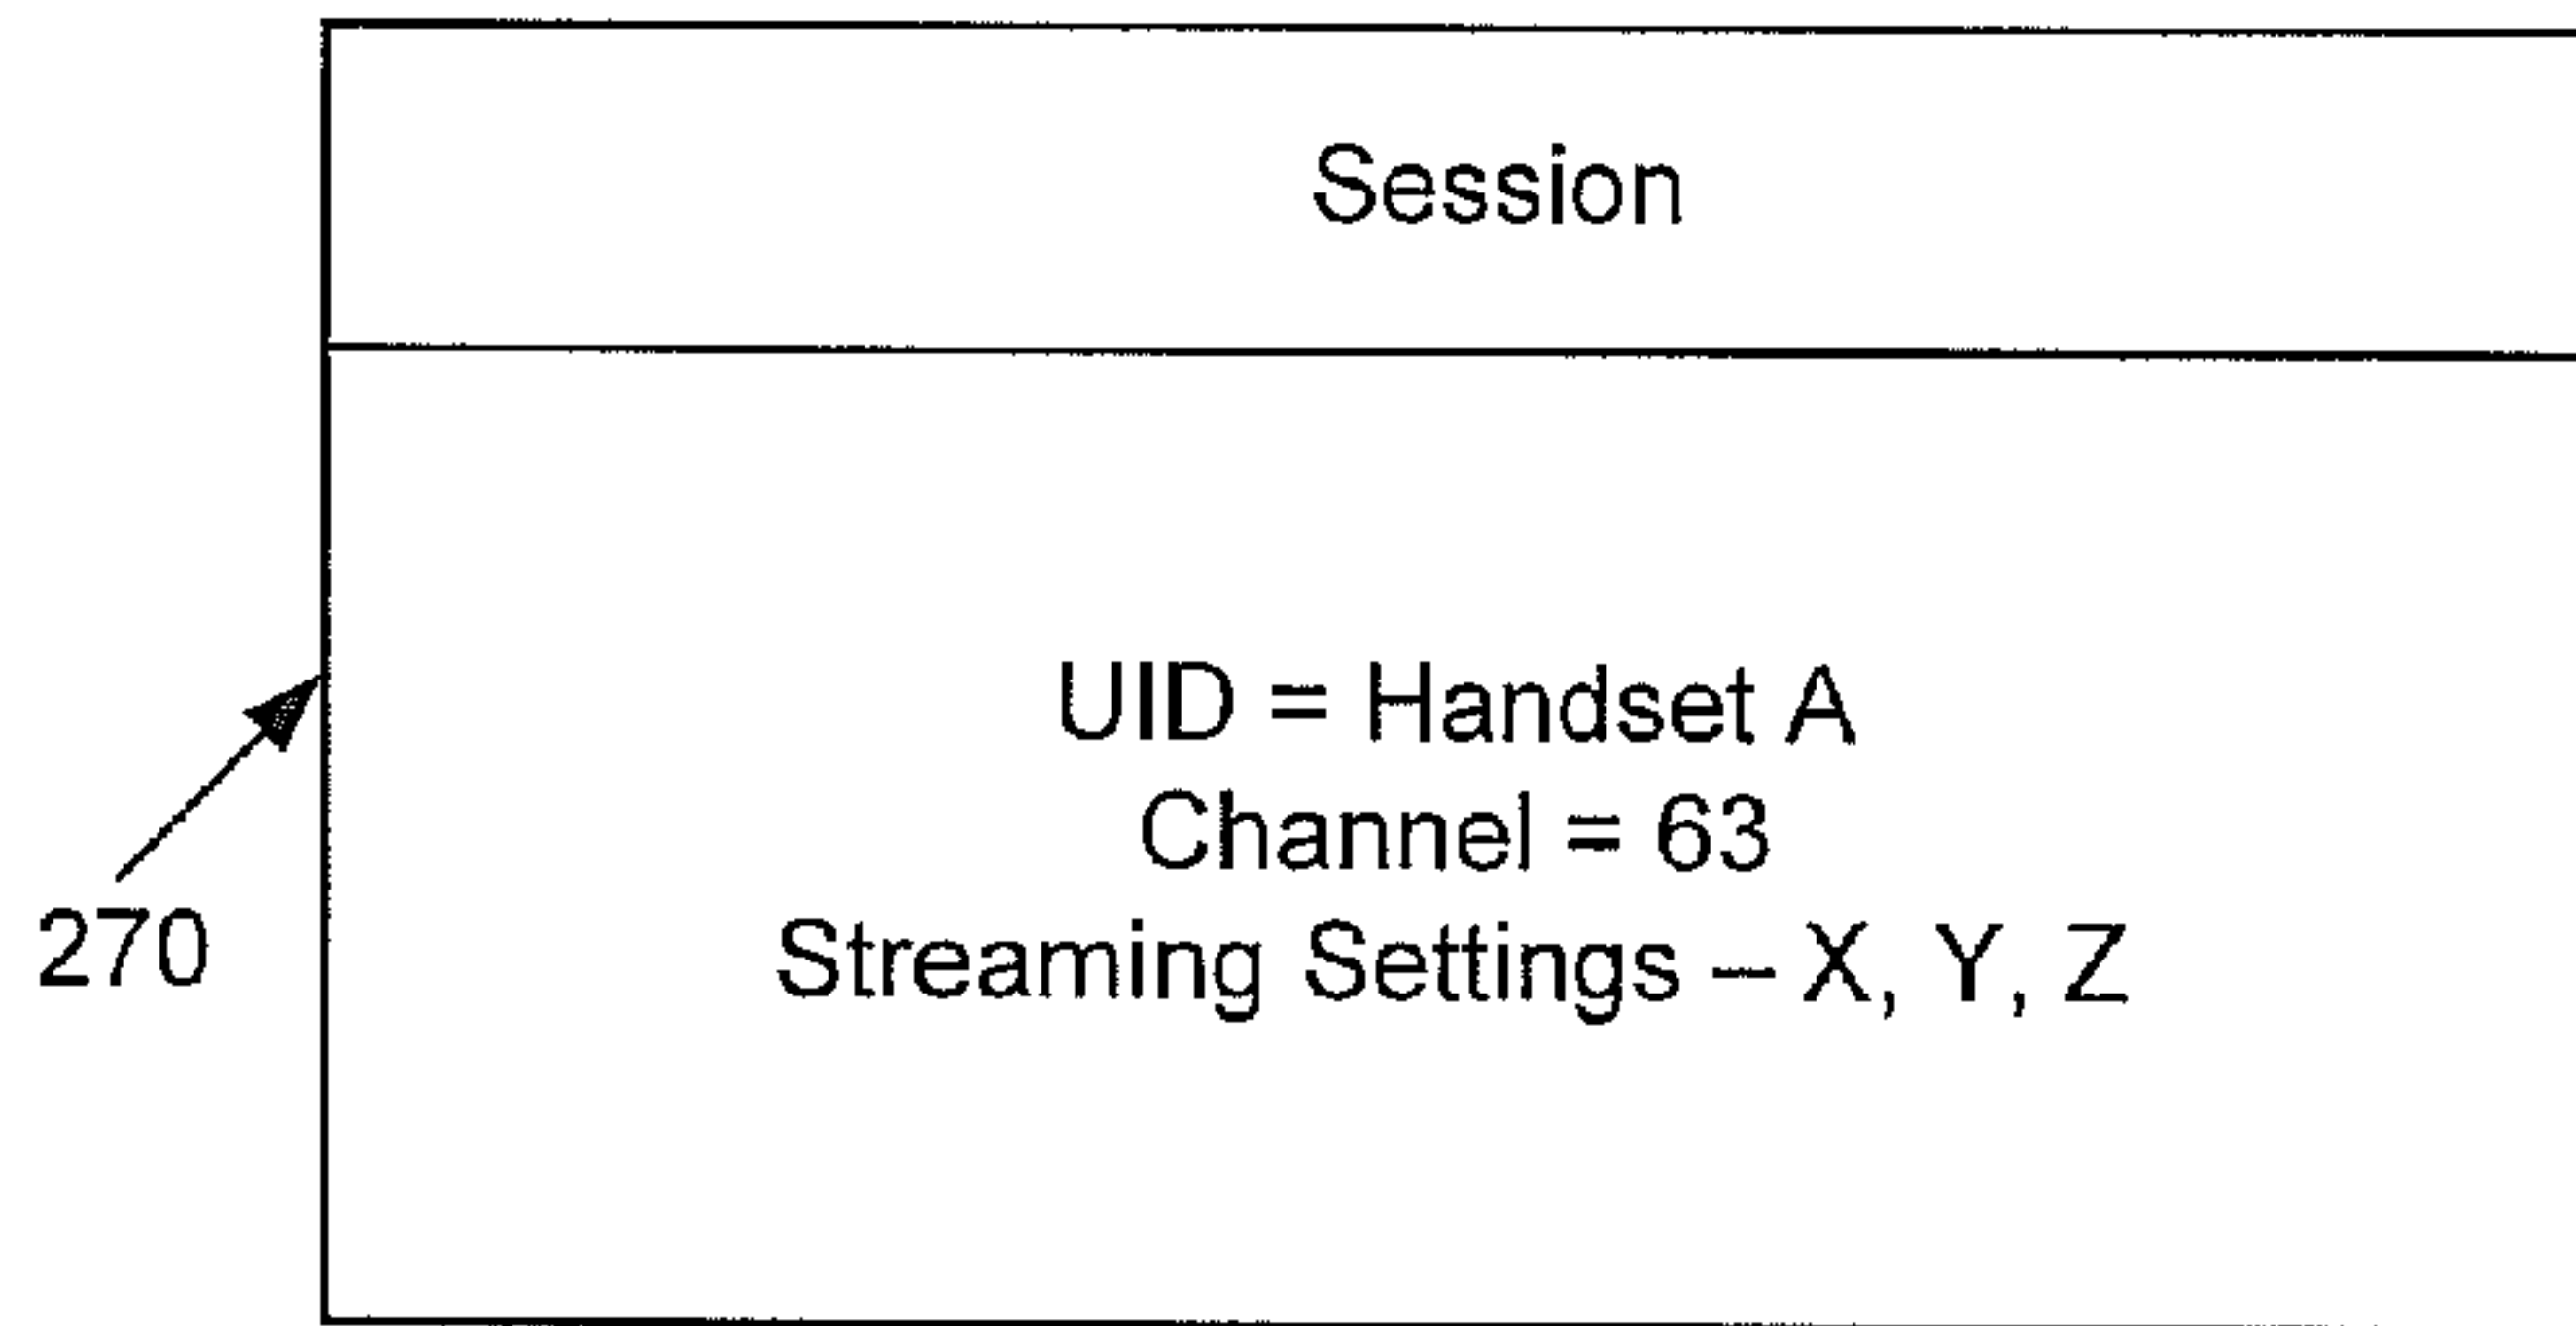 Session
UID = Handset A
Channel = 63
Streaming Settings – X, Y, Z
270